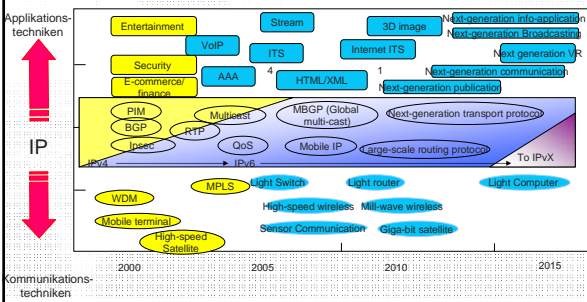 Applikations-
techniken
Entertainment
Stream
3D image
Next-generation info-application
Next-generation Broadcasting
VoIP
ITS
Internet ITS
Next generation VR
Security
AAA
4
HTML/XML
1
Next-generation communication
E-commerce/
finance
Next-generation publication
IP
PIM
Multicast
MBGP (Global
multi-cast)
Next-generation transport protocol
BGP
RTP
Ipsec
QoS
Mobile IP
Large-scale routing protocol
IPv4
IPv6
To IPvX
MPLS
Light Switch
Light router
Light Computer
WDM
High-speed wireless
Mill-wave wireless
Mobile terminal
Sensor Communication
Giga-bit satellite
High-speed
Satellite
2000
2005
2010
2015
Kommunikations-
techniken